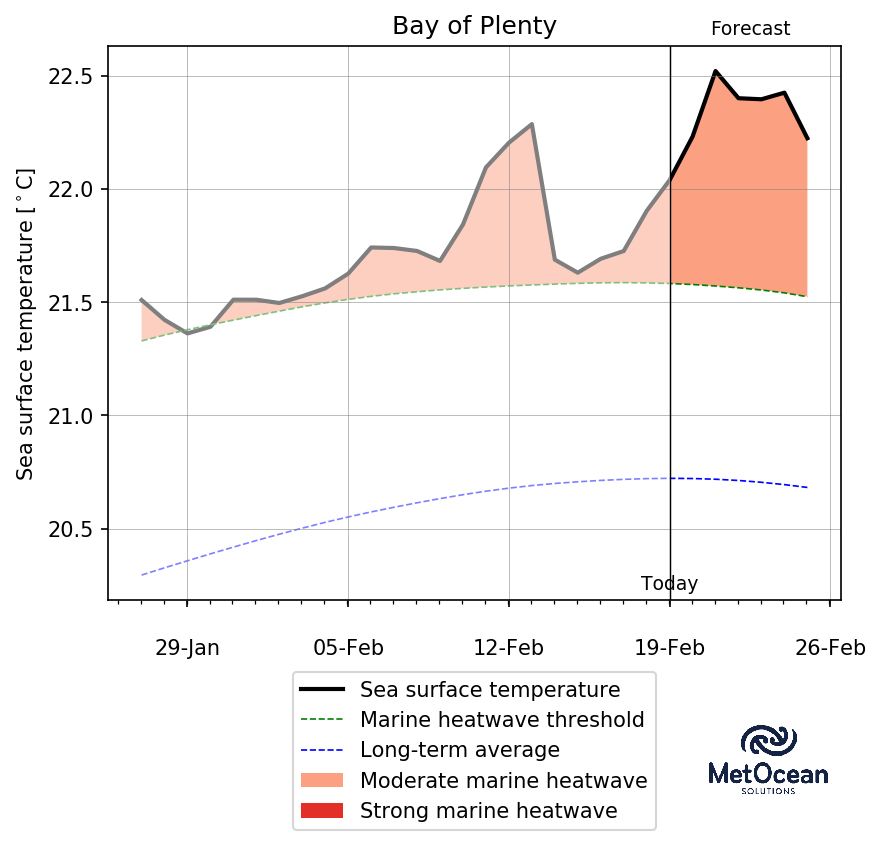 Bay of Plenty
Forecast
Sea surface temperature [°C]
22.5
22.0
21.5
21.0
20.5
Today
29-Jan 05-Feb 12-Feb 19-Feb 26-Feb
Sea surface temperature
Marine heatwave threshold
Long-term average
Moderate marine heatwave
Strong marine heatwave
MetOcean
SOLUTIONS